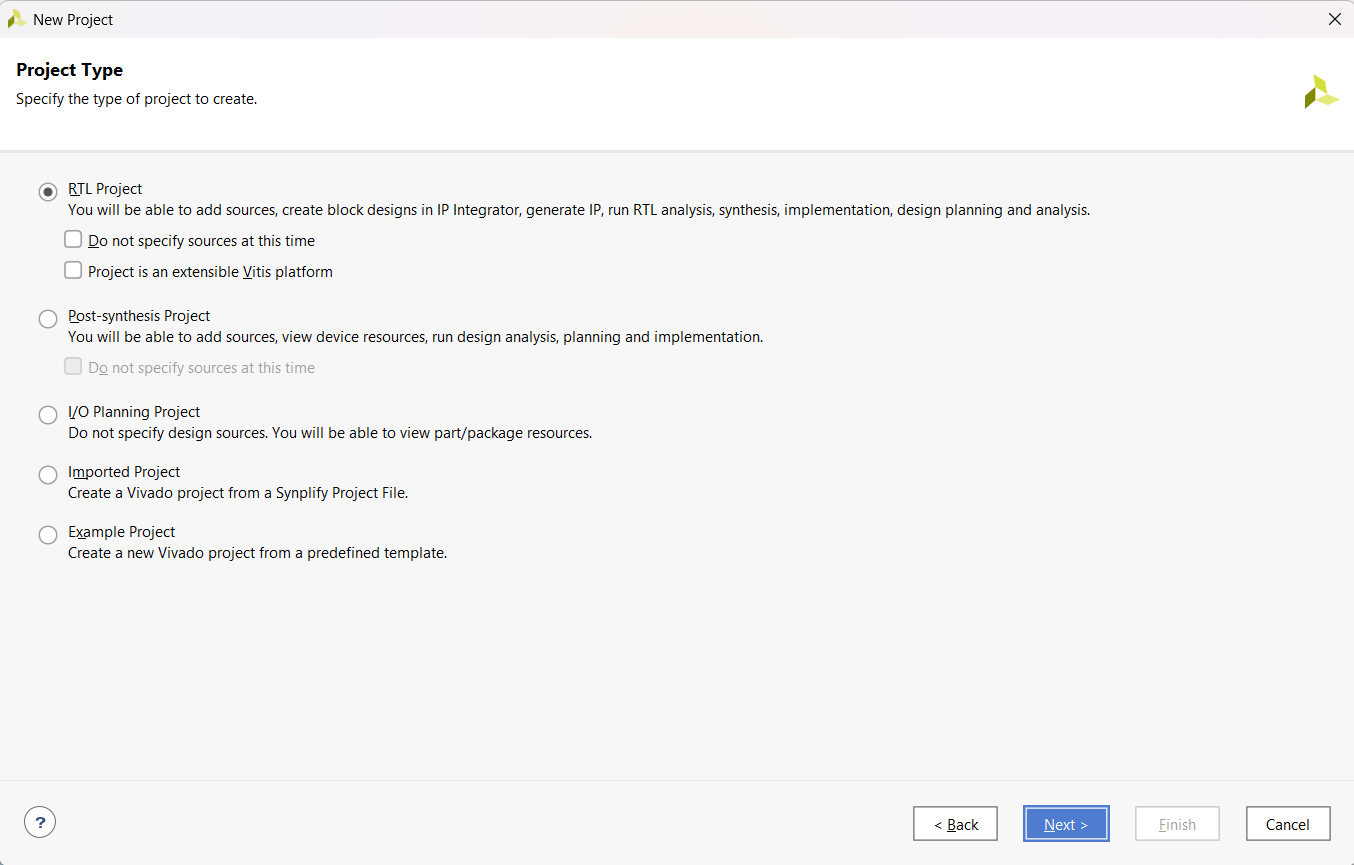 New Project
Project Type
Specify the type of project to create.
RTL Project
You will be able to add sources, create block designs in IP Integrator, generate IP, run RTL analysis, synthesis, implementation, design planning and analysis.
Do not specify sources at this time
Project is an extensible Vitis platform
Post-synthesis Project
You will be able to add sources, view device resources, run design analysis, planning and implementation.
Do not specify sources at this time
I/O Planning Project
Do not specify design sources. You will be able to view part/package resources.
Imported Project
Create a Vivado project from a Synplify Project File.
Example Project
Create a new Vivado project from a predefined template.
? < Back Next > Finish Cancel